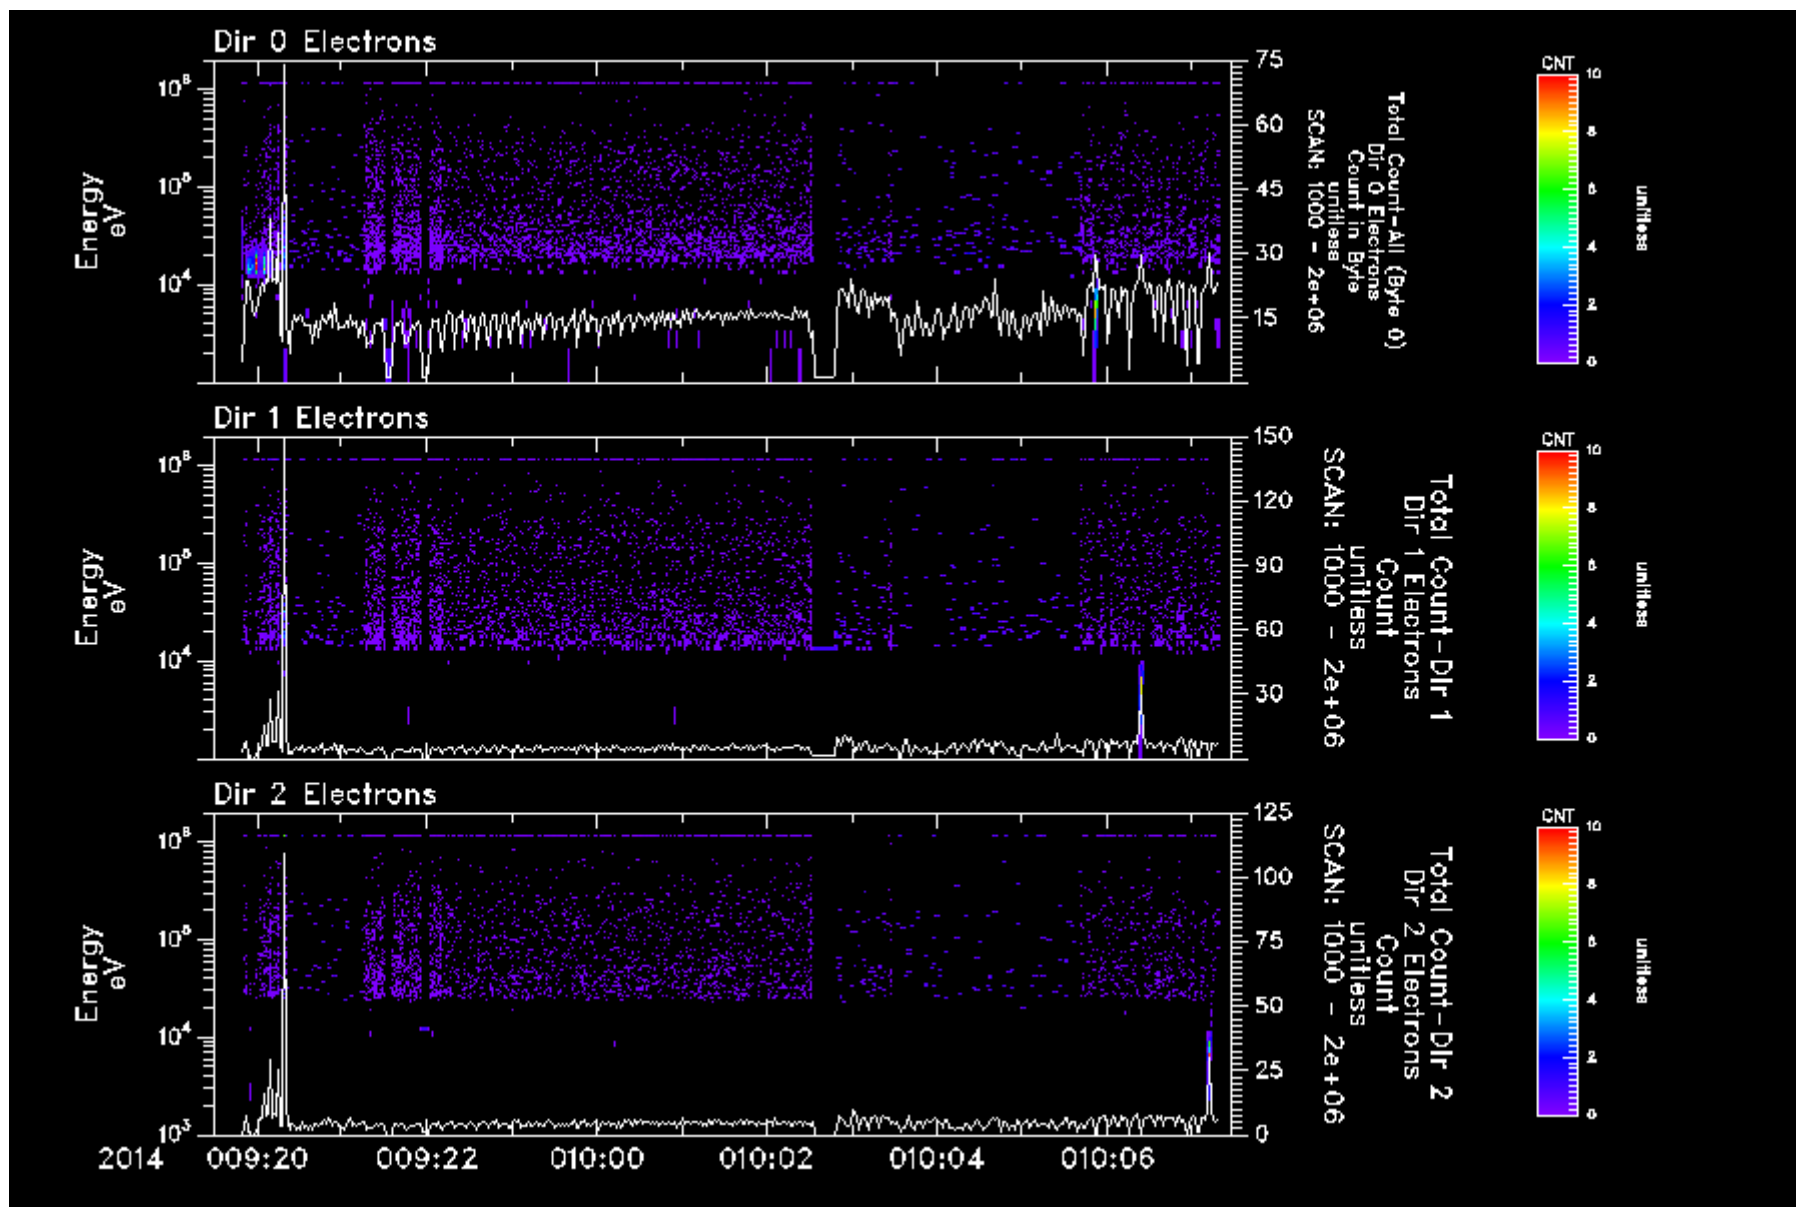 Dir 0 Electrons
10⁶
10⁵
10⁴
Energy
eV
75
60
45
30
15
Total Count-All (Byte 0)
Dir 0 Electrons
Count in Byte
unitless
SCAN: 1000 - 2e+06
CNT
10
8
6
4
2
0
unitless
Dir 1 Electrons
10⁶
10⁵
10⁴
Energy
eV
150
120
90
60
30
Total Count-Dir 1
Dir 1 Electrons
Count
unitless
SCAN: 1000 - 2e+06
CNT
10
8
6
4
2
0
unitless
Dir 2 Electrons
10⁶
10⁵
10⁴
10³
Energy
eV
125
100
75
50
25
0
Total Count-Dir 2
Dir 2 Electrons
Count
unitless
SCAN: 1000 - 2e+06
CNT
10
8
6
4
2
0
unitless
2014 009:20 009:22 010:00 010:02 010:04 010:06